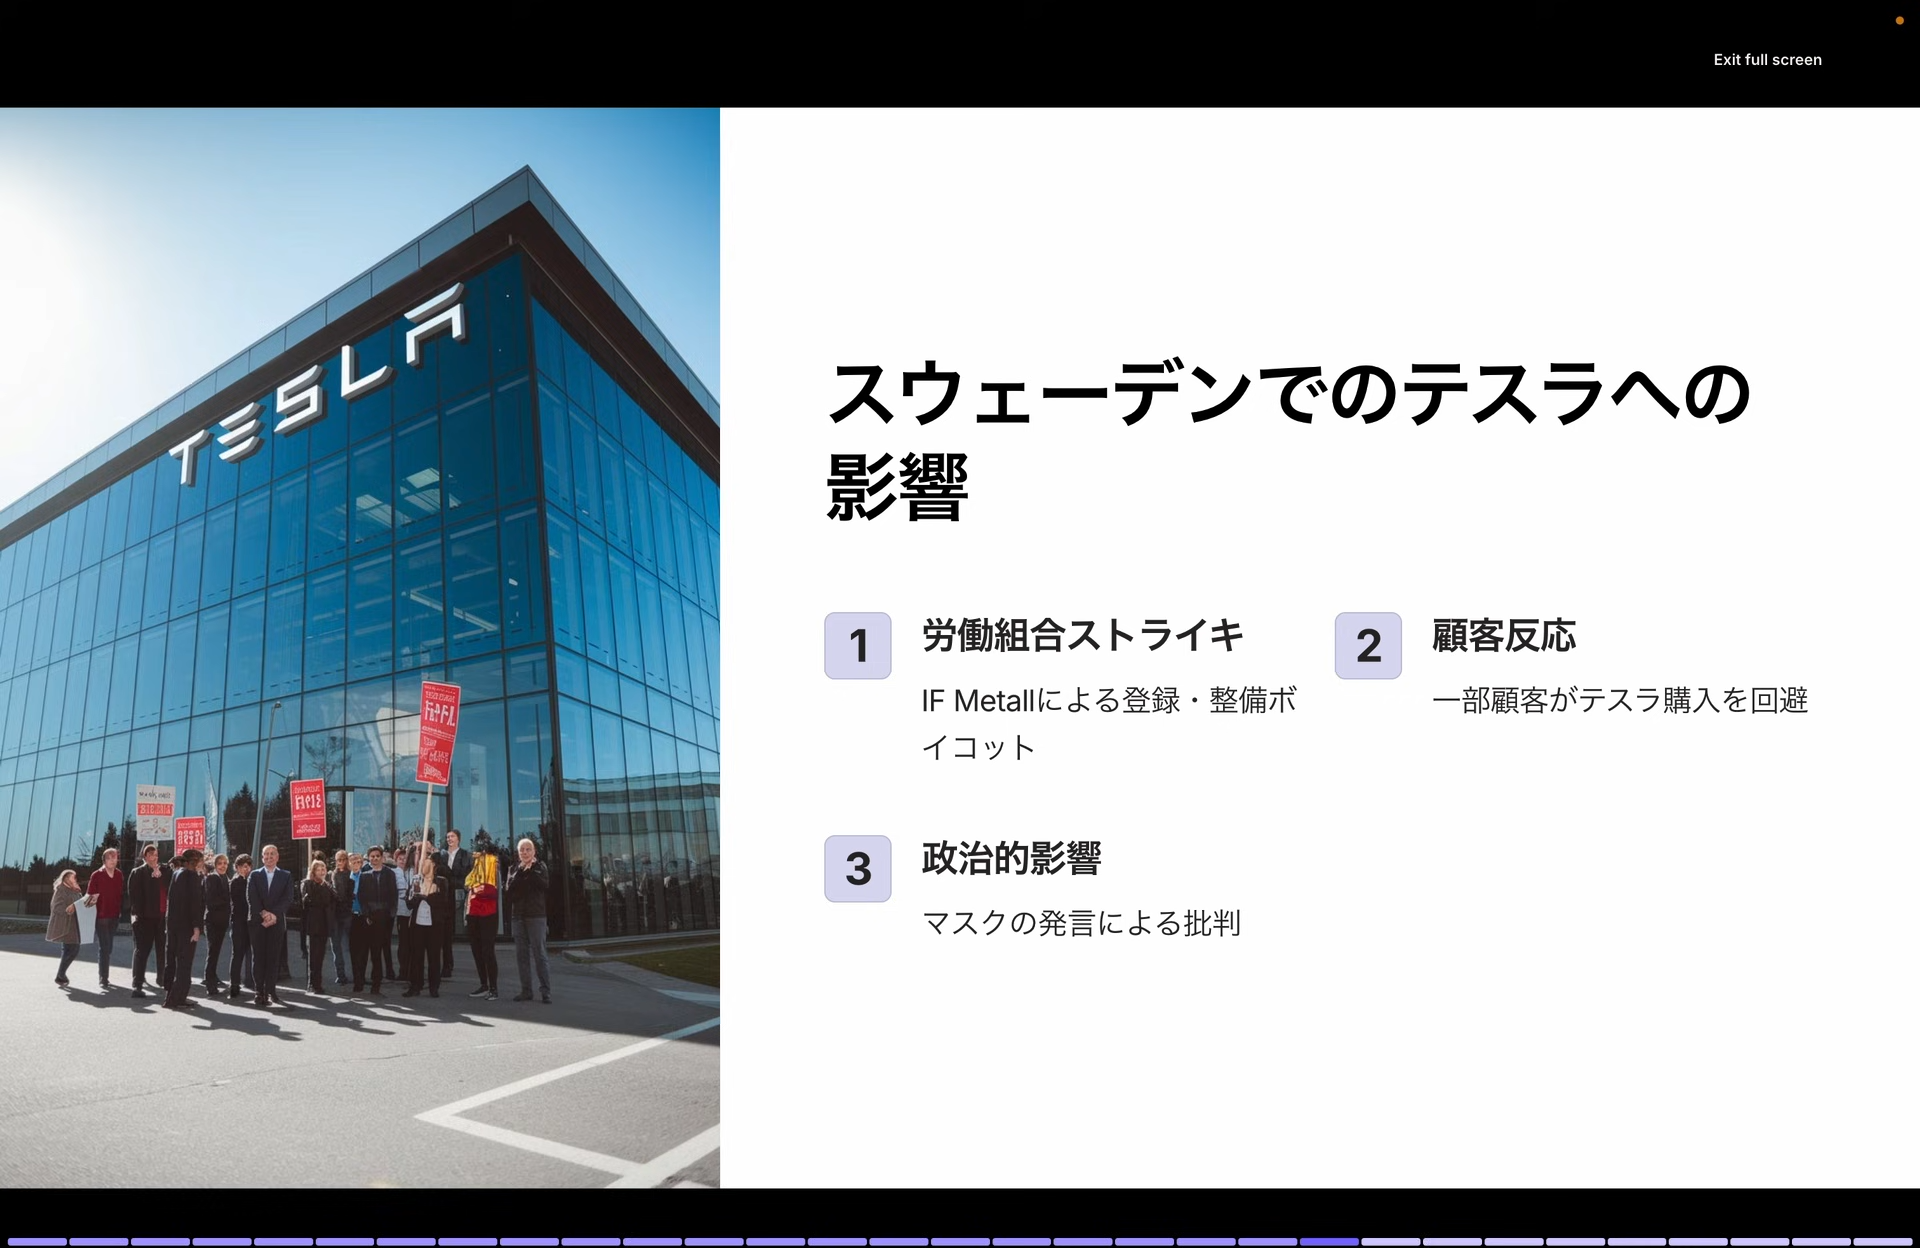 Exit full screen
TESLA
スウェーデンでのテスラへの
影響
1
労働組合ストライキ
IF Metallによる登録・整備ボ
イコット
2
顧客反応
一部顧客がテスラ購入を回避
3
政治的影響
マスクの発言による批判